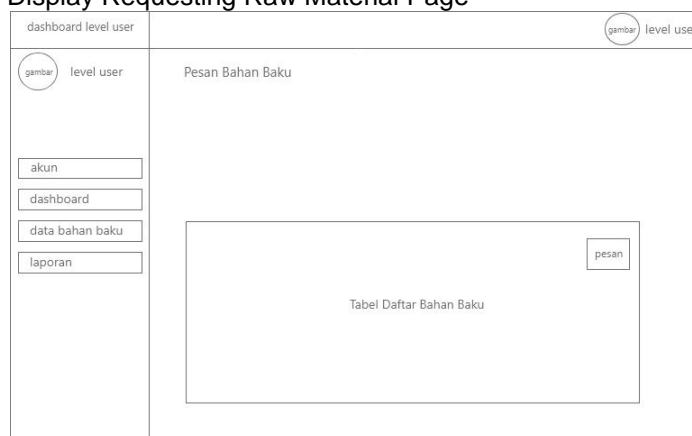 Display Requesting Raw Material Page
dashboard level user
gambar
level use
gambar
level user
Pesan Bahan Baku
akun
dashboard
data bahan baku
laporan
pesan
Tabel Daftar Bahan Baku